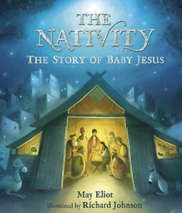 THE
NATIVITY
THE STORY OF BABY JESUS
May Eliot
illustrated by Richard Johnson